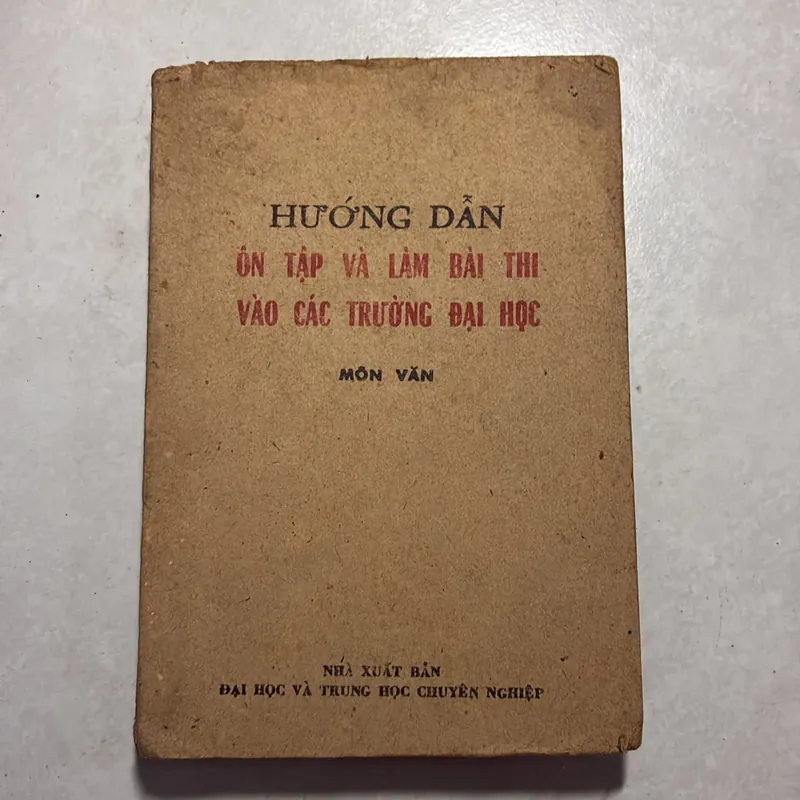 HƯỚNG DẪN
ÔN TẬP VÀ LÀM BÀI THI
VÀO CÁC TRƯỜNG ĐẠI HỌC
MÔN VĂN
NHÀ XUẤT BẢN
ĐẠI HỌC VÀ TRUNG HỌC CHUYÊN NGHIỆP